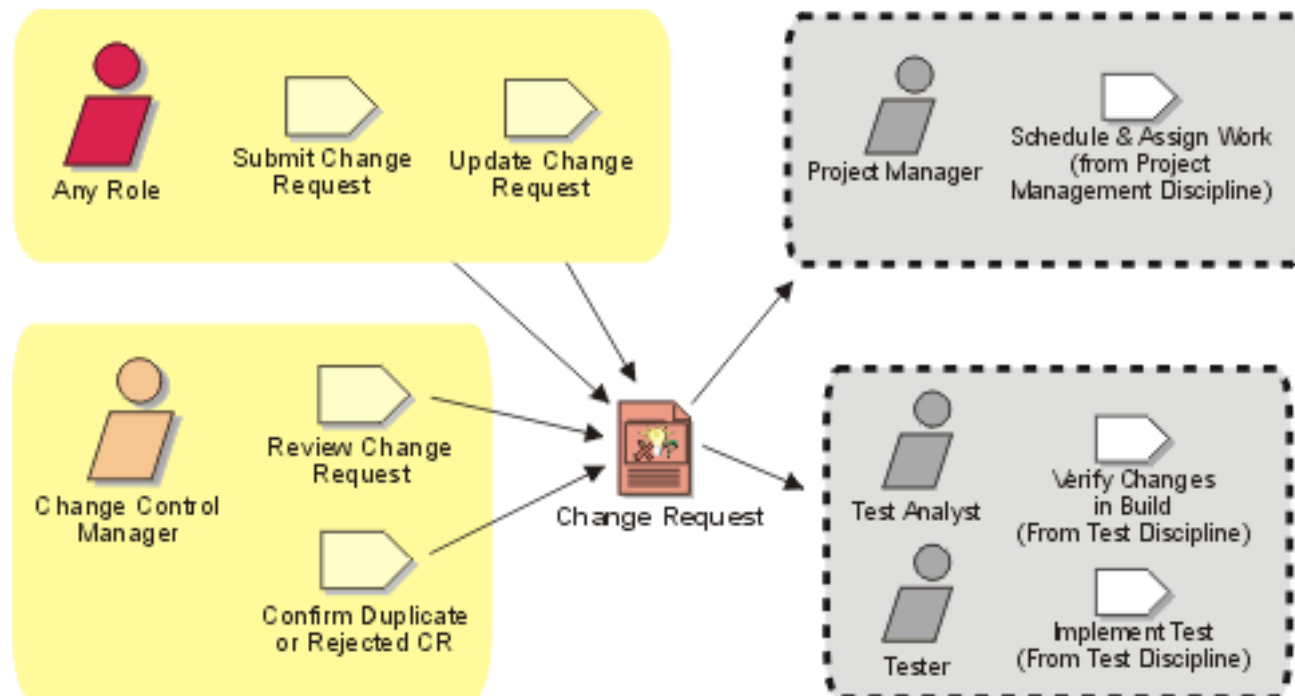 Any Role
Submit Change
Request
Update Change
Request
Project Manager
Schedule & Assign Work
(from Project
Management Discipline)
Change Control
Manager
Review Change
Request
Confirm Duplicate
or Rejected CR
Change Request
Test Analyst
Verify Changes
in Build
(From Test Discipline)
Tester
Implement Test
(From Test Discipline)